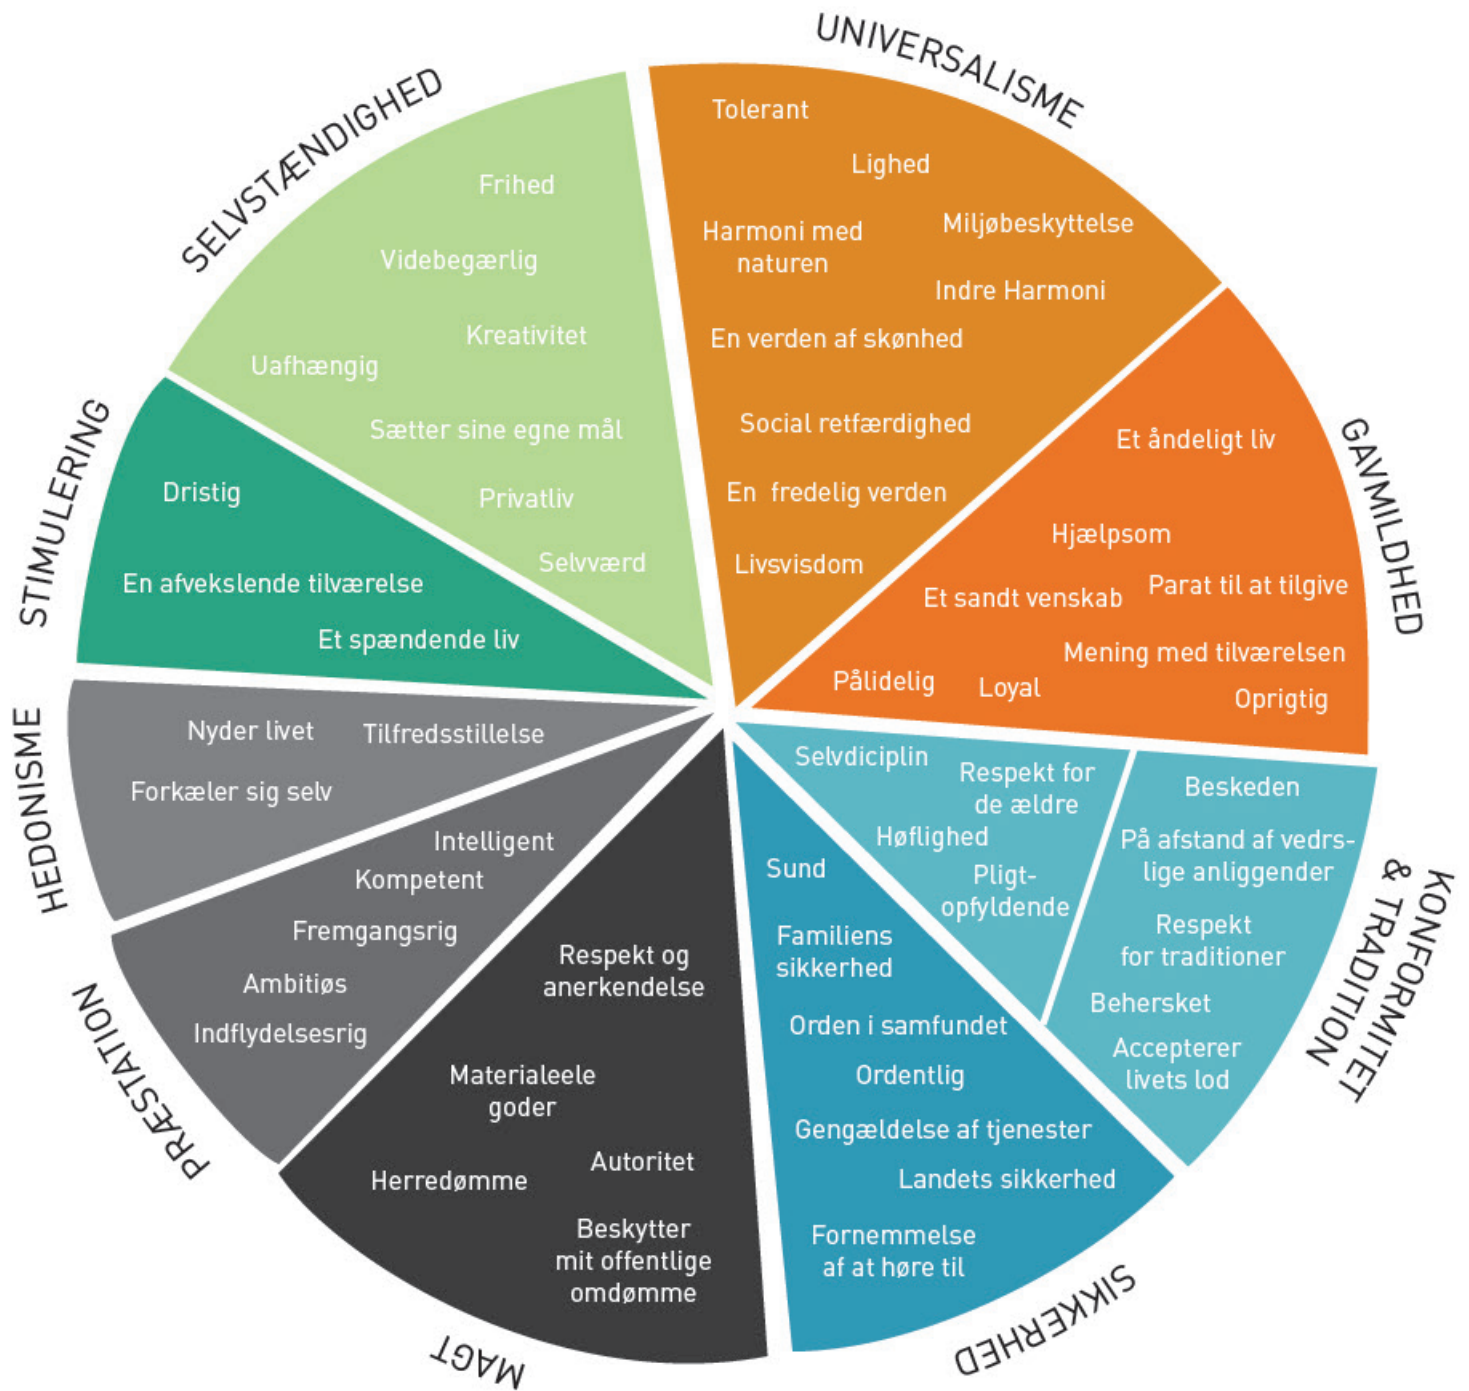 UNIVERSALISME
Tolerant
Lighed
Miljøbeskyttelse
Harmoni med
naturen
Indre Harmoni
En verden af skønhed
Social retfærdighed
En fredelig verden
Livsvisdom
GAVMILDHED
Et åndeligt liv
Hjælpsom
Parat til at tilgive
Et sandt venskab
Mening med tilværelsen
Pålidelig
Loyal
Oprigtig
KONFORMITET
& TRADITION
Selvdiciplin
Respekt for
de ældre
Høflighed
Pligt-
opfyldende
Beskeden
På afstand af vedrs-
lige anliggender
Respekt
for traditioner
Behersket
Accepterer
livets lod
SIKKERHED
Sund
Familiens
sikkerhed
Orden i samfundet
Ordentlig
Gengældelse af tjenester
Landets sikkerhed
Fornemmelse
af at høre til
MAGT
Respekt og
anerkendelse
Materialeele
goder
Autoritet
Herredømme
Beskytter
mit offentlige
omdømme
PRÆSTATION
Intelligent
Kompetent
Fremgangsrig
Ambitiøs
Indflydelsesrig
HEDONISME
Nyder livet
Tilfredsstillelse
Forkæler sig selv
STIMULERING
Dristig
En afvekslende tilværelse
Et spændende liv
SELVSTÆNDIGHED
Frihed
Videbegærlig
Kreativitet
Uafhængig
Sætter sine egne mål
Privatliv
Selvværd